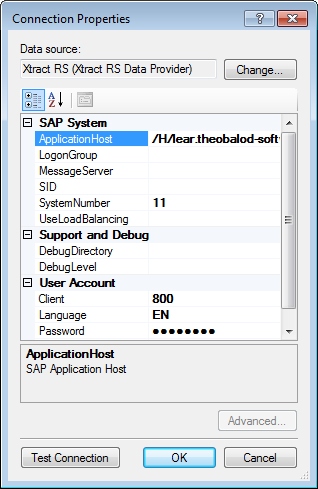 Connection Properties
Data source:
Xtract RS (Xtract RS Data Provider)
Change...
SAP System
ApplicationHost /H/lear.theobalod-soft
LogonGroup
MessageServer
SID
SystemNumber 11
UseLoadBalancing
Support and Debug
DebugDirectory
DebugLevel
User Account
Client 800
Language EN
Password ●●●●●●●●
ApplicationHost
SAP Application Host
Advanced...
Test Connection OK Cancel